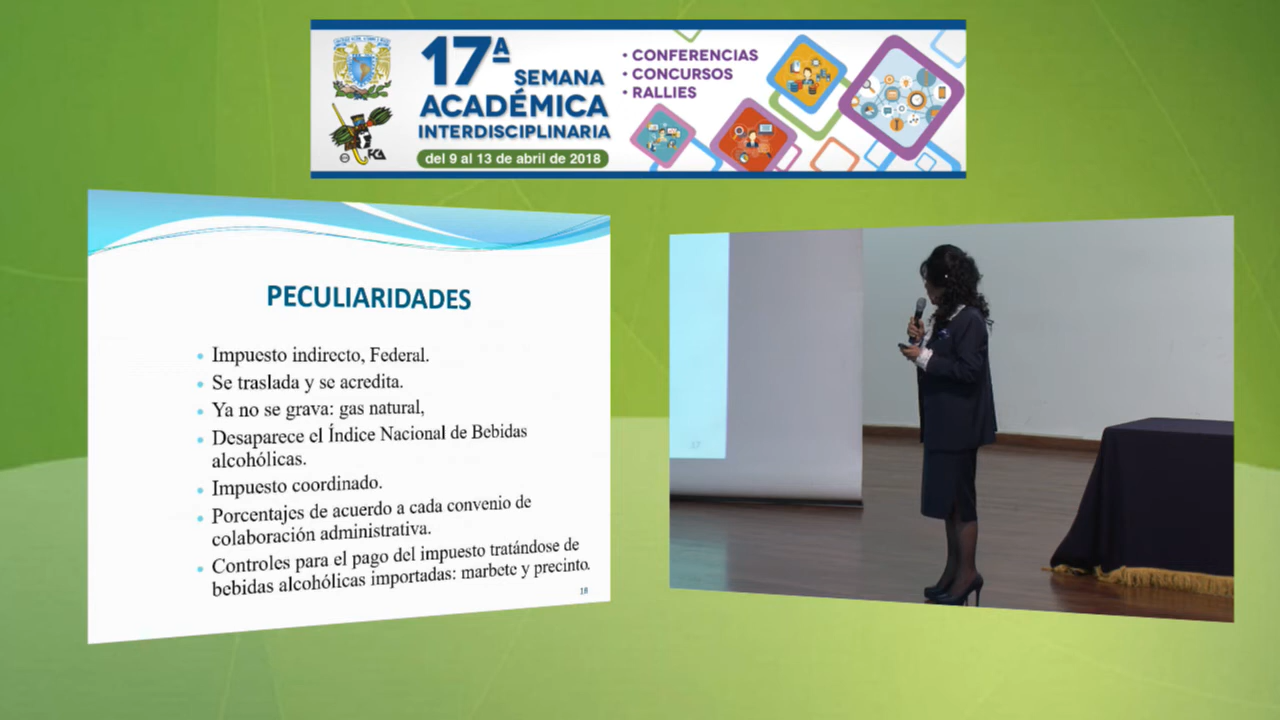 17ª
SEMANA
ACADÉMICA
INTERDISCIPLINARIA
del 9 al 13 de abril de 2018
• CONFERENCIAS
• CONCURSOS
• RALLIES
FCA
PECULIARIDADES
• Impuesto indirecto, Federal.
• Se traslada y se acredita.
• Ya no se grava: gas natural,
• Desaparece el Índice Nacional de Bebidas
alcohólicas.
• Impuesto coordinado.
• Porcentajes de acuerdo a cada convenio de
colaboración administrativa.
• Controles para el pago del impuesto tratándose de
bebidas alcohólicas importadas: marbete y precinto.
18
17